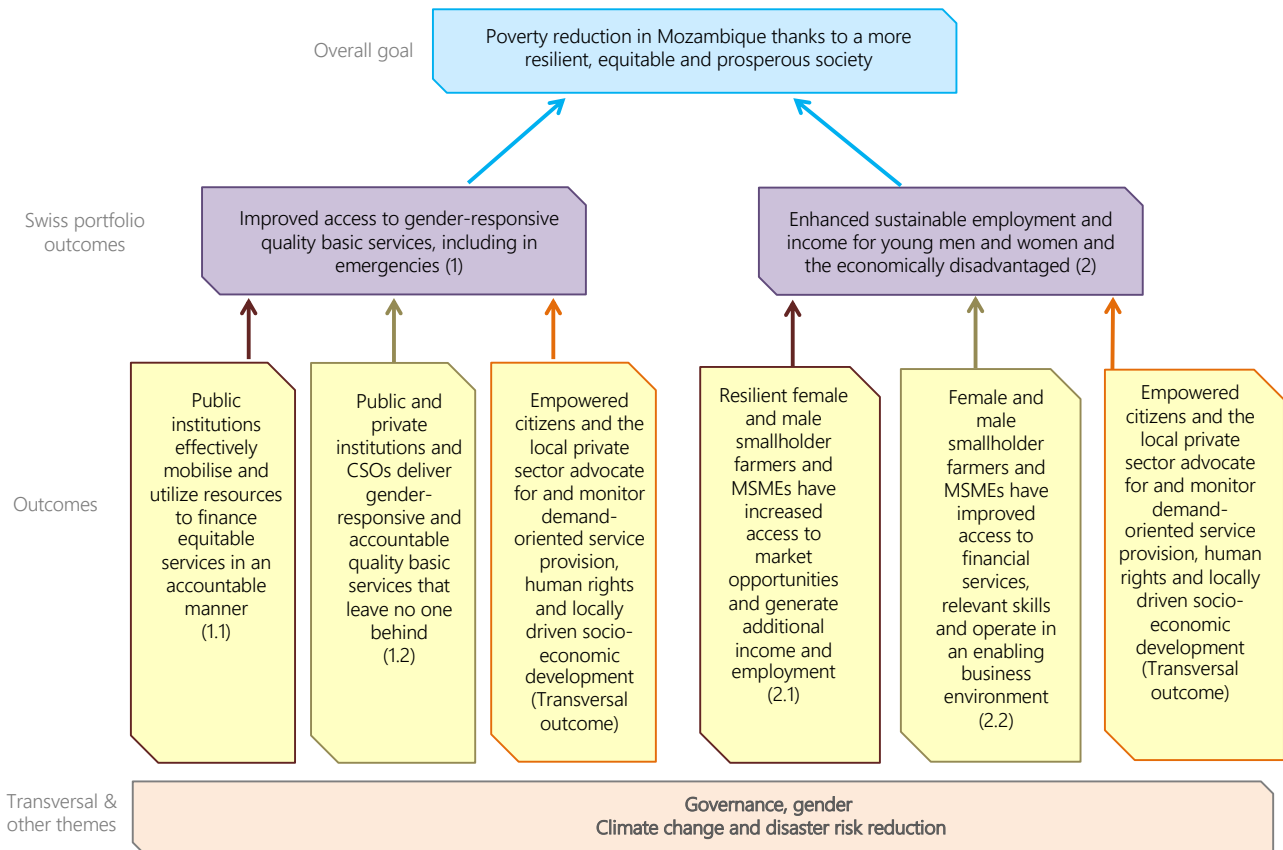 Overall goal
Poverty reduction in Mozambique thanks to a more
resilient, equitable and prosperous society
Swiss portfolio
outcomes
Improved access to gender-responsive
quality basic services, including in
emergencies (1)
Enhanced sustainable employment and
income for young men and women and
the economically disadvantaged (2)
Outcomes
Public
institutions
effectively
mobilise and
utilize resources
to finance
equitable
services in an
accountable
manner
(1.1)
Public and
private
institutions and
CSOs deliver
gender-
responsive and
accountable
quality basic
services that
leave no one
behind
(1.2)
Empowered
citizens and the
local private
sector advocate
for and monitor
demand-
oriented service
provision,
human rights
and locally
driven socio-
economic
development
(Transversal
outcome)
Resilient female
and male
smallholder
farmers and
MSMEs have
increased
access to
market
opportunities
and generate
additional
income and
employment
(2.1)
Female and
male
smallholder
farmers and
MSMEs have
improved
access to
financial
services,
relevant skills
and operate in
an enabling
business
environment
(2.2)
Empowered
citizens and the
local private
sector advocate
for and monitor
demand-
oriented service
provision, human
rights and locally
driven socio-
economic
development
(Transversal
outcome)
Transversal &
other themes
Governance, gender
Climate change and disaster risk reduction